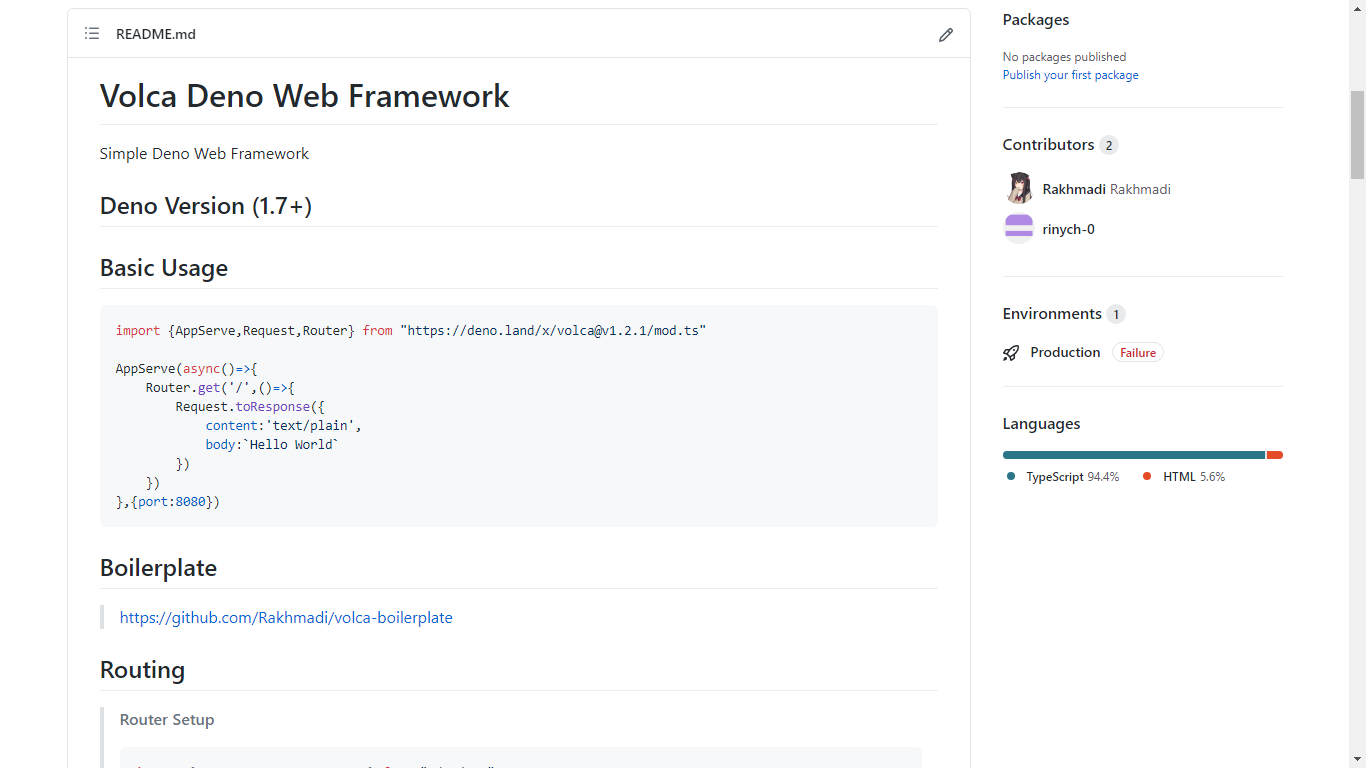 README.md
Volca Deno Web Framework
Simple Deno Web Framework
Deno Version (1.7+)
Basic Usage
import {AppServe,Request,Router} from "https://deno.land/x/volca@v1.2.1/mod.ts"
AppServe(async()=>{
    Router.get('/',()=>{
        Request.toResponse({
            content:'text/plain',
            body:`Hello World`
        })
    })
},{port:8080})
Boilerplate
https://github.com/Rakhmadi/volca-boilerplate
Routing
Router Setup
Packages
No packages published
Publish your first package
Contributors 2
Rakhmadi Rakhmadi
rinych-0
Environments 1
Production Failure
Languages
TypeScript 94.4% HTML 5.6%